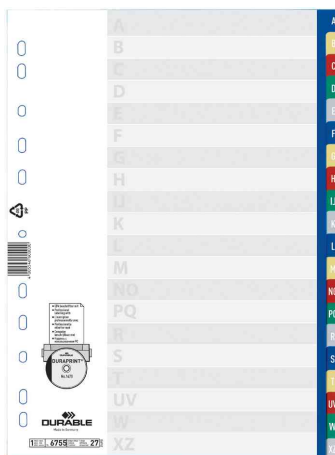 A
B
C
D
E
F
G
H
IJ
K
L
M
NO
PQ
R
S
T
UV
W
XZ
A
B
C
D
E
F
G
H
IJ
K
L
M
NO
PQ
R
S
T
UV
W
XZ
DURAPRINT®
DURABLE
Made in Germany
6755
27